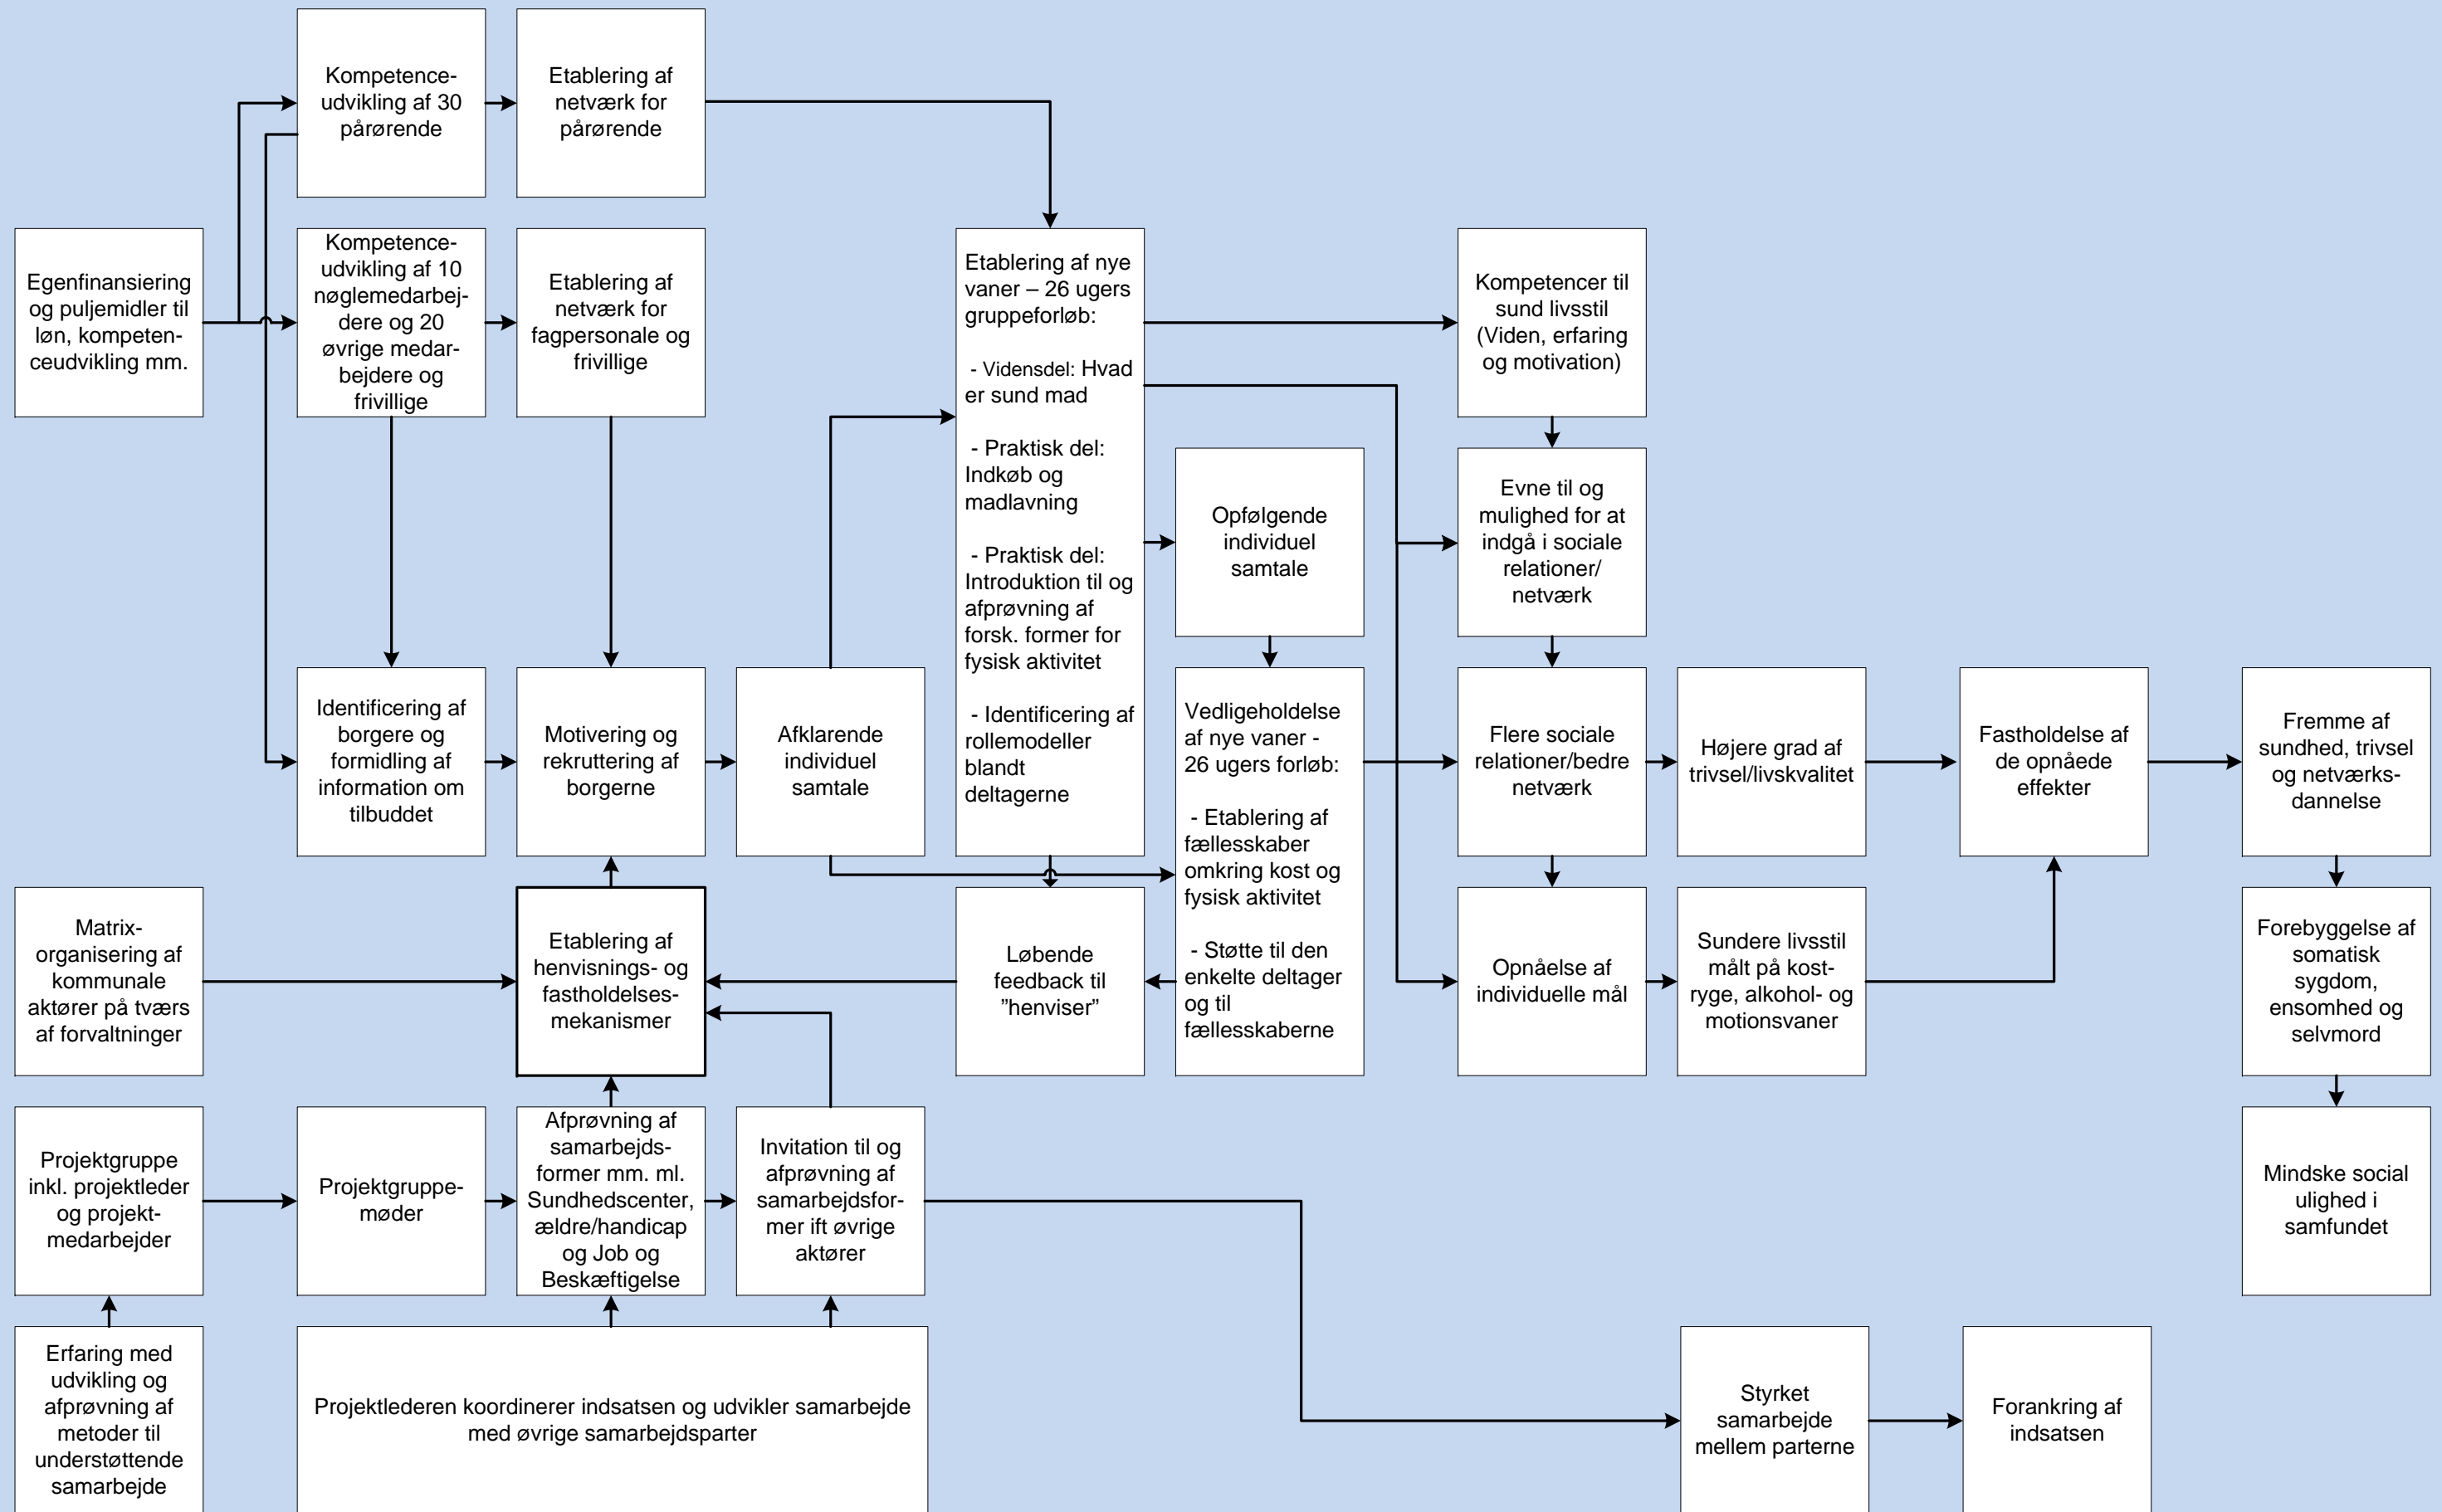 Kompetence-
udvikling af 30
pårørende
Etablering af
netværk for
pårørende
Egenfinansiering
og puljemidler til
løn, kompeten-
ceudvikling mm.
Kompetence-
udvikling af 10
nøglemedarbej-
dere og 20
øvrige medar-
bejdere og
frivillige
Etablering af
netværk for
fagpersonale og
frivillige
Etablering af nye
vaner – 26 ugers
gruppeforløb:
- Vidensdel: Hvad
er sund mad
- Praktisk del:
Indkøb og
madlavning
- Praktisk del:
Introduktion til og
afprøvning af
forsk. former for
fysisk aktivitet
- Identificering af
rollemodeller
blandt
deltagerne
Kompetencer til
sund livsstil
(Viden, erfaring
og motivation)
Opfølgende
individuel
samtale
Evne til og
mulighed for at
indgå i sociale
relationer/
netværk
Identificering af
borgere og
formidling af
information om
tilbuddet
Motivering og
rekruttering af
borgerne
Afklarende
individuel
samtale
Vedligeholdelse
af nye vaner -
26 ugers forløb:
- Etablering af
fællesskaber
omkring kost og
fysisk aktivitet
- Støtte til den
enkelte deltager
og til
fællesskaberne
Flere sociale
relationer/bedre
netværk
Højere grad af
trivsel/livskvalitet
Fastholdelse af
de opnåede
effekter
Fremme af
sundhed, trivsel
og netværks-
dannelse
Matrix-
organisering af
kommunale
aktører på tværs
af forvaltninger
Etablering af
henvisnings- og
fastholdelses-
mekanismer
Løbende
feedback til
”henviser”
Opnåelse af
individuelle mål
Sundere livsstil
målt på kost-
ryge, alkohol- og
motionsvaner
Forebyggelse af
somatisk
sygdom,
ensomhed og
selvmord
Projektgruppe
inkl. projektleder
og projekt-
medarbejder
Projektgruppe-
møder
Afprøvning af
samarbejds-
former mm. ml.
Sundhedscenter,
ældre/handicap
og Job og
Beskæftigelse
Invitation til og
afprøvning af
samarbejdsfor-
mer ift øvrige
aktører
Mindske social
ulighed i
samfundet
Erfaring med
udvikling og
afprøvning af
metoder til
understøttende
samarbejde
Projektlederen koordinerer indsatsen og udvikler samarbejde
med øvrige samarbejdsparter
Styrket
samarbejde
mellem parterne
Forankring af
indsatsen